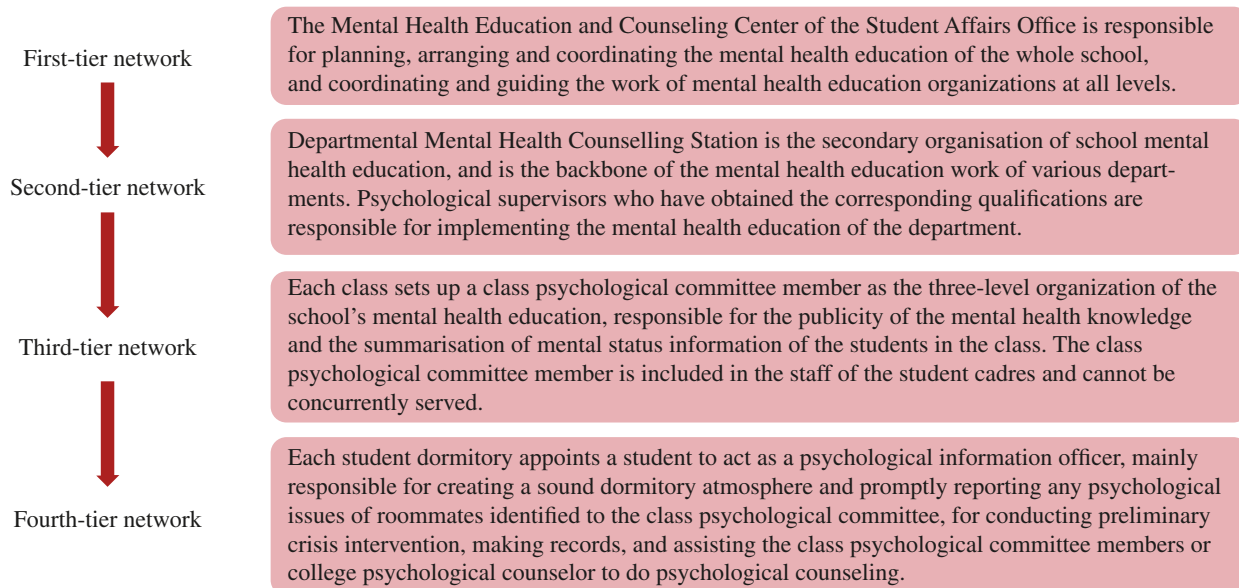 First-tier network
The Mental Health Education and Counseling Center of the Student Affairs Office is responsible
for planning, arranging and coordinating the mental health education of the whole school,
and coordinating and guiding the work of mental health education organizations at all levels.
Second-tier network
Departmental Mental Health Counselling Station is the secondary organisation of school mental
health education, and is the backbone of the mental health education work of various depart-
ments. Psychological supervisors who have obtained the corresponding qualifications are
responsible for implementing the mental health education of the department.
Third-tier network
Each class sets up a class psychological committee member as the three-level organization of the
school's mental health education, responsible for the publicity of the mental health knowledge
and the summarisation of mental status information of the students in the class. The class
psychological committee member is included in the staff of the student cadres and cannot be
concurrently served.
Fourth-tier network
Each student dormitory appoints a student to act as a psychological information officer, mainly
responsible for creating a sound dormitory atmosphere and promptly reporting any psychological
issues of roommates identified to the class psychological committee, for conducting preliminary
crisis intervention, making records, and assisting the class psychological committee members or
college psychological counselor to do psychological counseling.